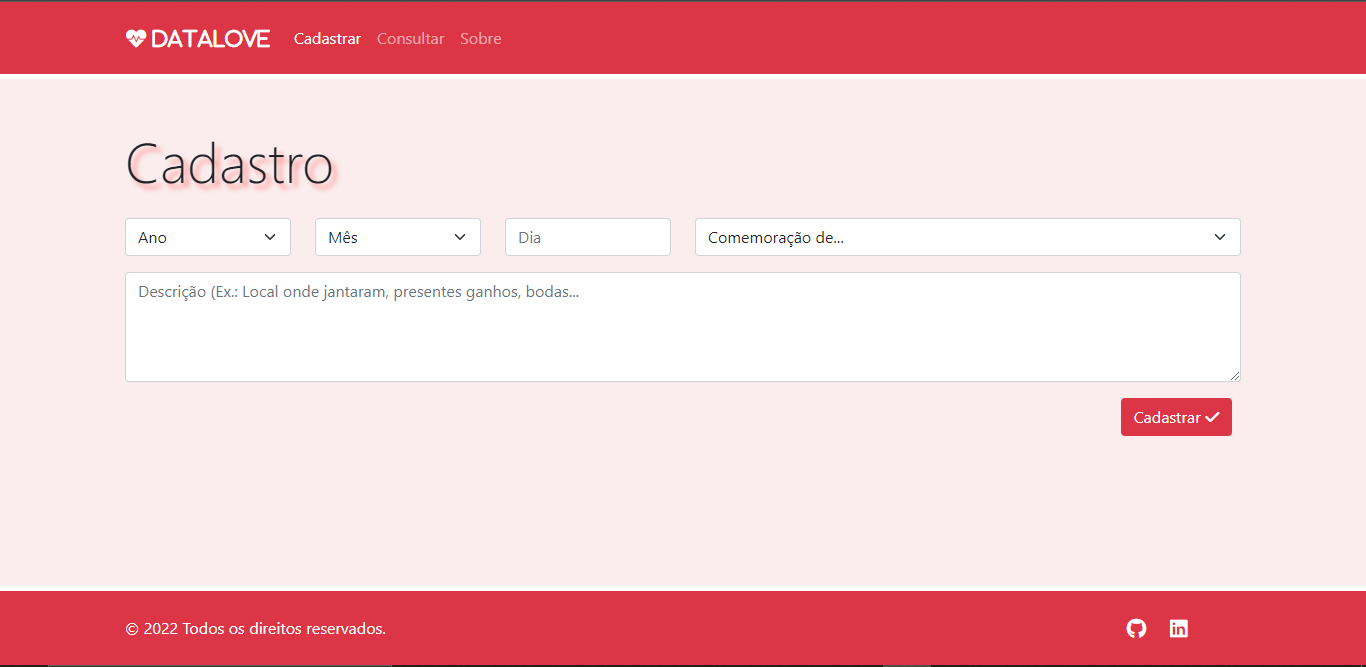 DATALOVE Cadastrar Consultar Sobre
Cadastro
Ano Mês Dia Comemoração de...
Descrição (Ex.: Local onde jantaram, presentes ganhos, bodas...
Cadastrar
© 2022 Todos os direitos reservados.
in